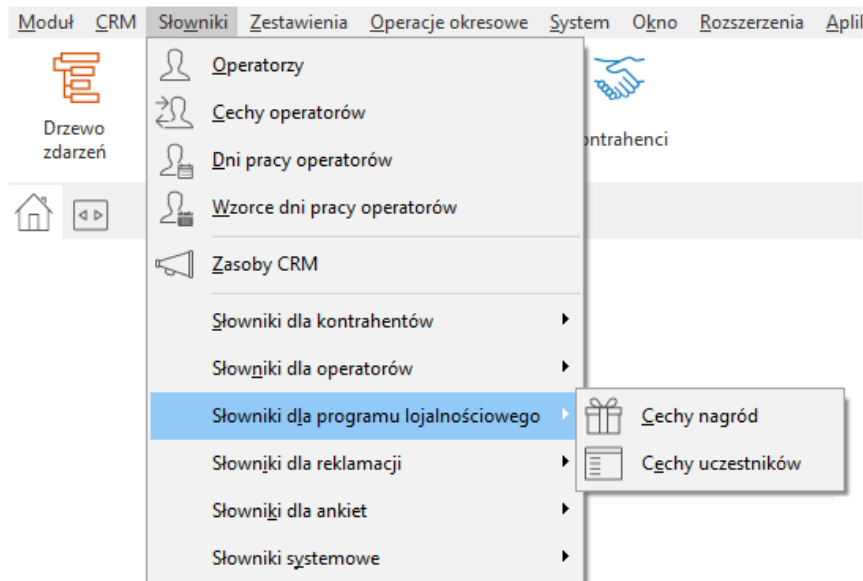 Moduł CRM Słowniki Zestawienia Operacje okresowe System Okno Rozszerzenia
Drzewo
zdarzeń
Operatorzy
Cechy operatorów
Dni pracy operatorów
Wzorce dni pracy operatorów
Zasoby CRM
Słowniki dla kontrahentów
Słowniki dla operatorów
Słowniki dla programu lojalnościowego
Słowniki dla reklamacji
Słowniki dla ankiet
Słowniki systemowe
ontrahenci
Cechy nagród
Cechy uczestników